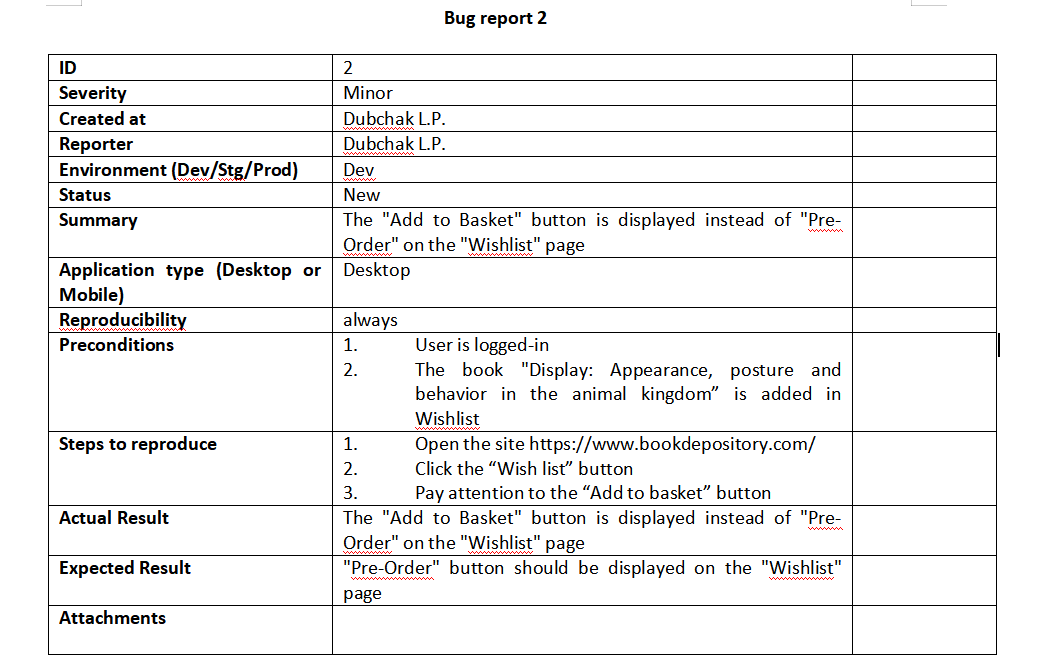 Bug report 2
ID 2
Severity Minor
Created at Dubchak L.P.
Reporter Dubchak L.P.
Environment (Dev/Stg/Prod) Dev
Status New
Summary The "Add to Basket" button is displayed instead of "Pre-
Order" on the "Wishlist" page
Application type (Desktop or Desktop
Mobile)
Reproducibility always
Preconditions 1. User is logged-in
2. The book "Display: Appearance, posture and
behavior in the animal kingdom” is added in
Wishlist
Steps to reproduce 1. Open the site https://www.bookdepository.com/
2. Click the “Wish list” button
3. Pay attention to the “Add to basket” button
Actual Result The "Add to Basket" button is displayed instead of "Pre-
Order" on the "Wishlist" page
Expected Result "Pre-Order" button should be displayed on the "Wishlist"
page
Attachments